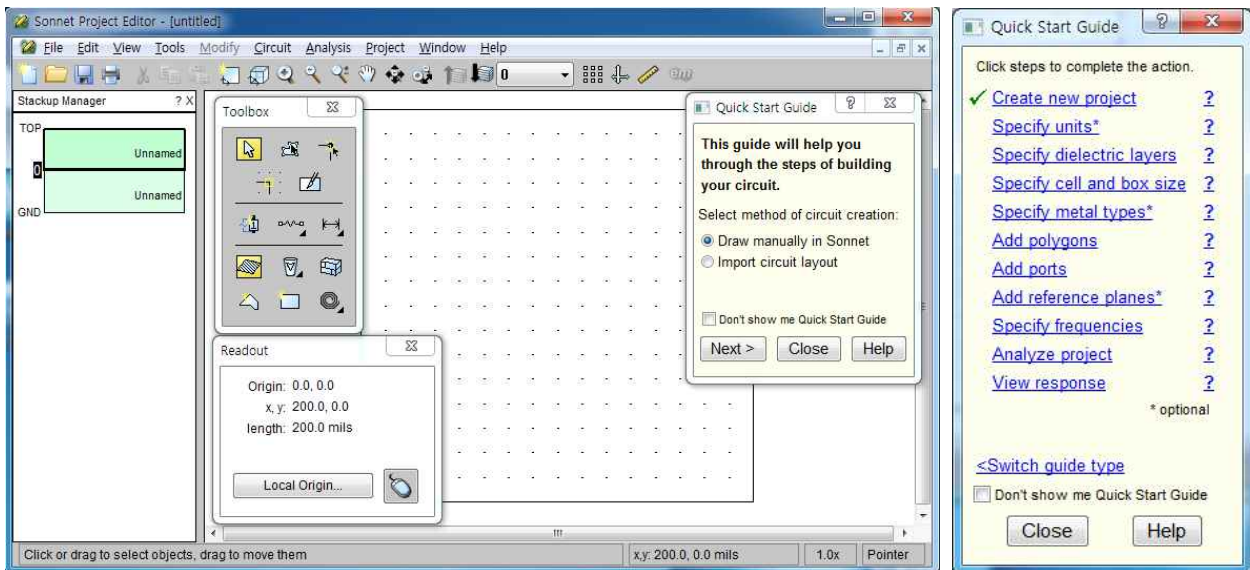 Sonnet Project Editor - [untitled]
File Edit View Tools Modify Circuit Analysis Project Window Help
0
Stackup Manager ? X
TOP
Unnamed
0
Unnamed
GND
Toolbox
Readout
Origin: 0.0, 0.0
x, y: 200.0, 0.0
length: 200.0 mils
Local Origin...
Quick Start Guide ?
This guide will help you
through the steps of building
your circuit.
Select method of circuit creation:
Draw manually in Sonnet
Import circuit layout
Don't show me Quick Start Guide
Next > Close Help
Click or drag to select objects, drag to move them x,y: 200.0, 0.0 mils 1.0x Pointer
Quick Start Guide ?
Click steps to complete the action.
Create new project ?
Specify units* ?
Specify dielectric layers ?
Specify cell and box size ?
Specify metal types* ?
Add polygons ?
Add ports ?
Add reference planes* ?
Specify frequencies ?
Analyze project ?
View response ?
* optional
<Switch guide type
Don't show me Quick Start Guide
Close Help